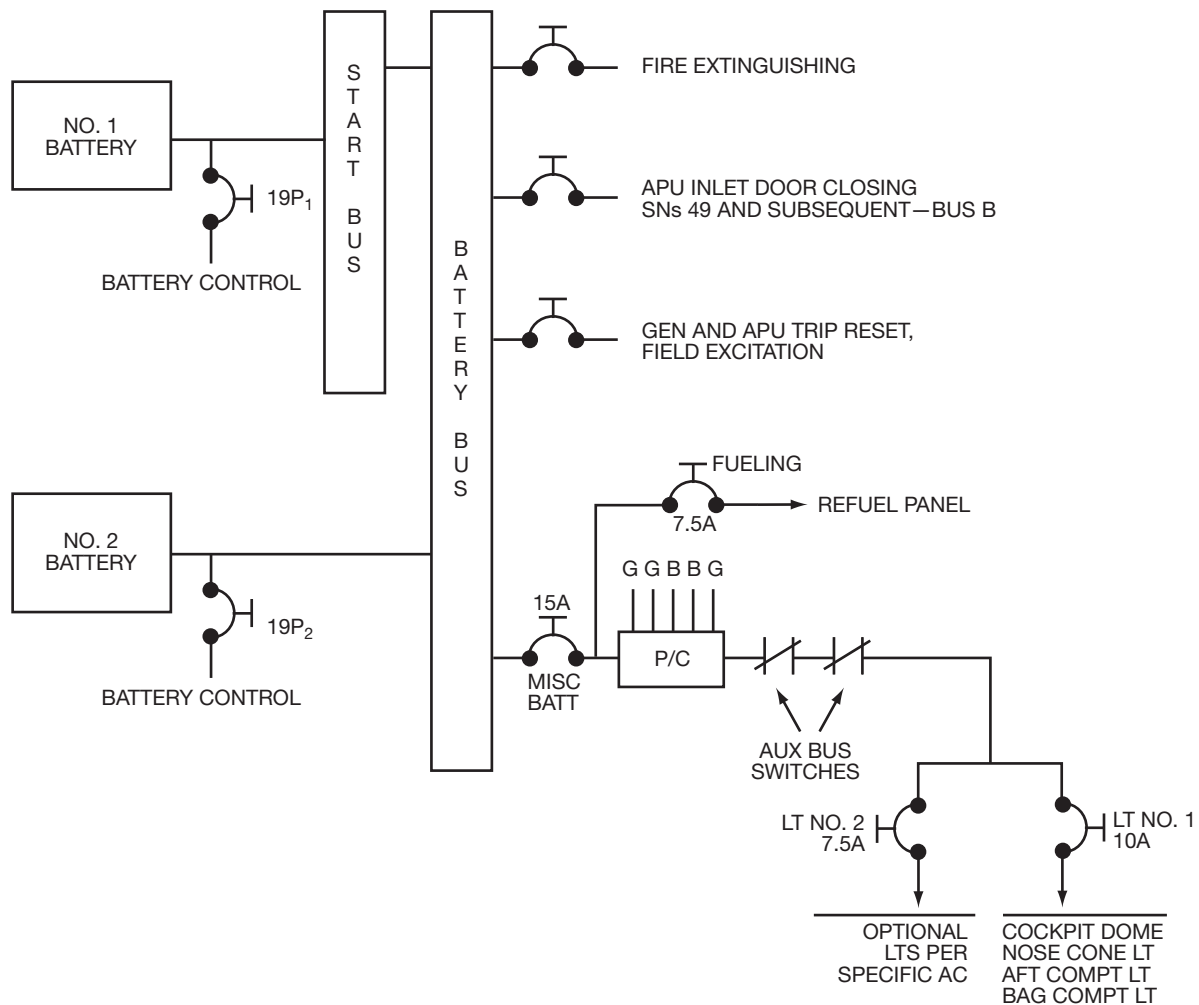 NO. 1
BATTERY
19P1
BATTERY CONTROL
START BUS
BATTERY BUS
FIRE EXTINGUISHING
APU INLET DOOR CLOSING
SNs 49 AND SUBSEQUENT—BUS B
GEN AND APU TRIP RESET,
FIELD EXCITATION
NO. 2
BATTERY
19P2
BATTERY CONTROL
FUELING
7.5A
REFUEL PANEL
G G B B G
15A
MISC
BATT
P/C
AUX BUS
SWITCHES
LT NO. 2
7.5A
LT NO. 1
10A
OPTIONAL
LTS PER
SPECIFIC AC
COCKPIT DOME
NOSE CONE LT
AFT COMPT LT
BAG COMPT LT